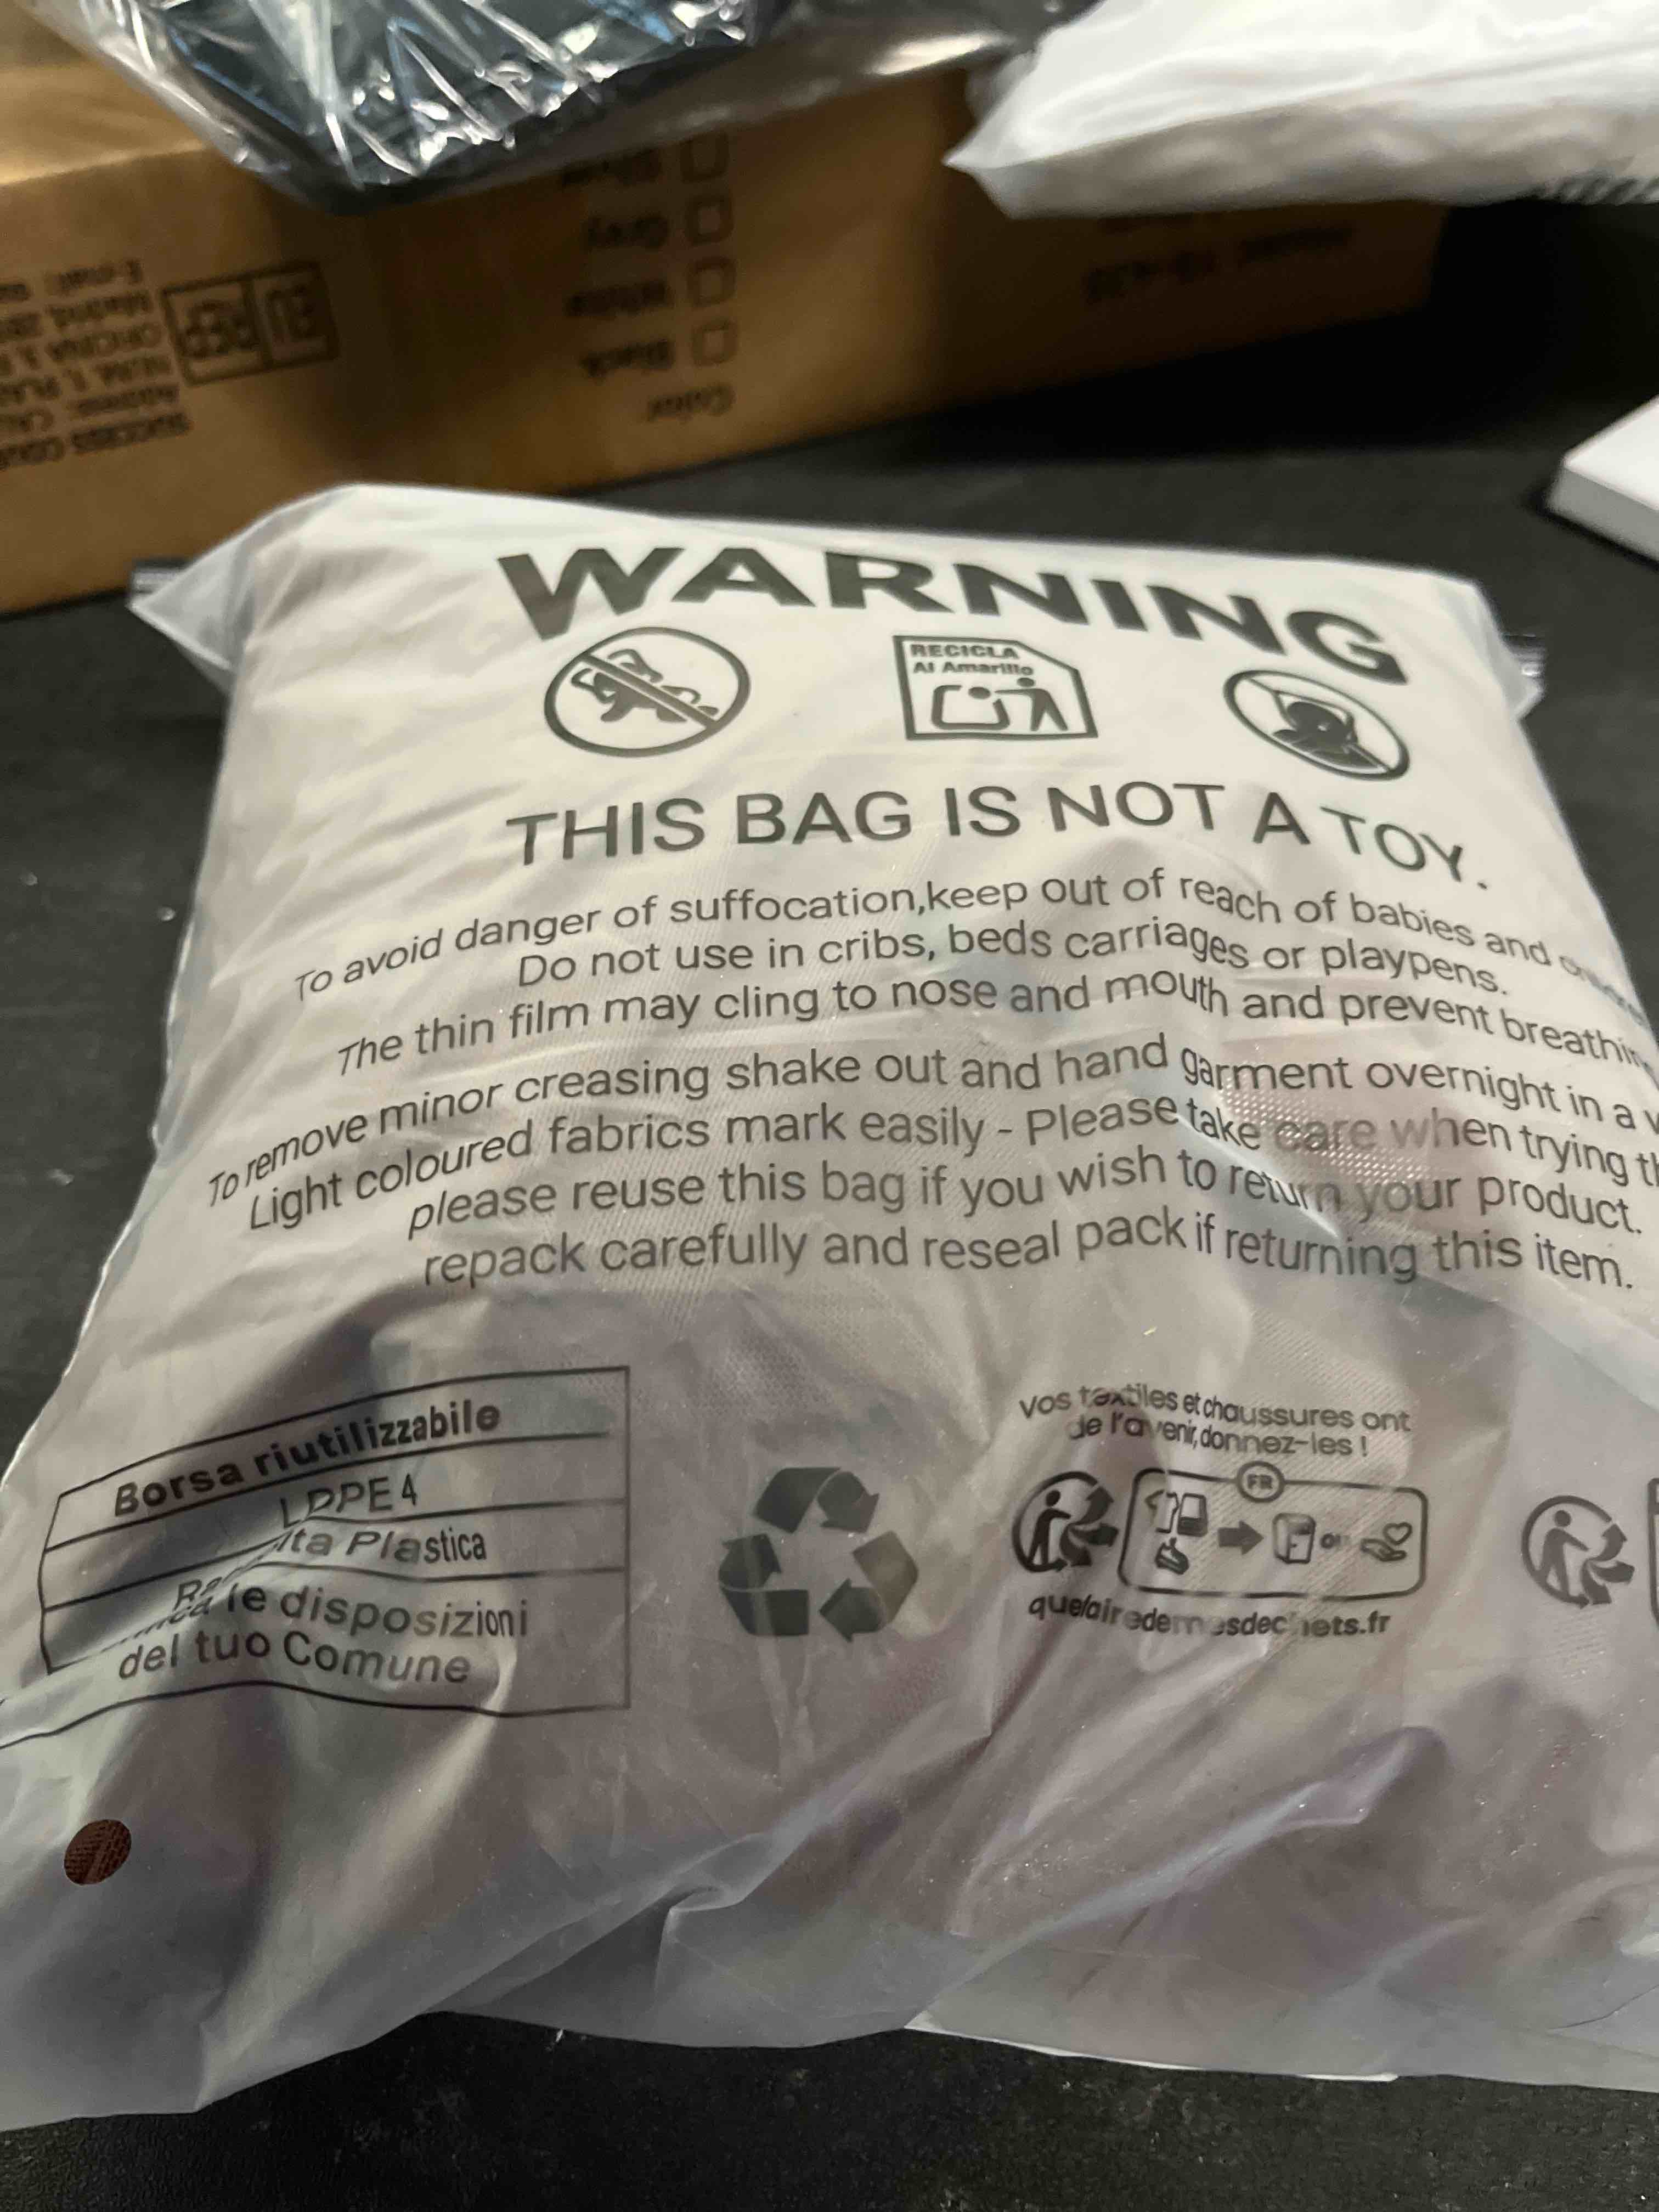 White
Black
Color
WARNING
RECICLA
Al Amarillo
THIS BAG IS NOT A TOY.
To avoid danger of suffocation,keep out of reach of babies and
Do not use in cribs, beds carriages or playpens.
The thin film may cling to nose and mouth and prevent
To remove minor creasing shake out and hand garment overnight in a
Light coloured fabrics mark easily - Please take care when trying
please reuse this bag if you wish to return your product.
repack carefully and reseal pack if returning this item.
Borsa riutilizzabile
LDPE 4
Plastica
le disposizioni
del tuo Comune
Vos textiles et chaussures ont
de l'avenir,donnez-les !
FR
quefairedemesdechets.fr